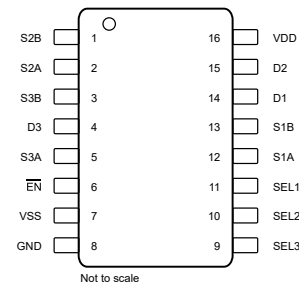 S2B 1 16 VDD
S2A 2 15 D2
S3B 3 14 D1
D3 4 13 S1B
S3A 5 12 S1A
E̅N̅ 6 11 SEL1
VSS 7 10 SEL2
GND 8 9 SEL3
Not to scale